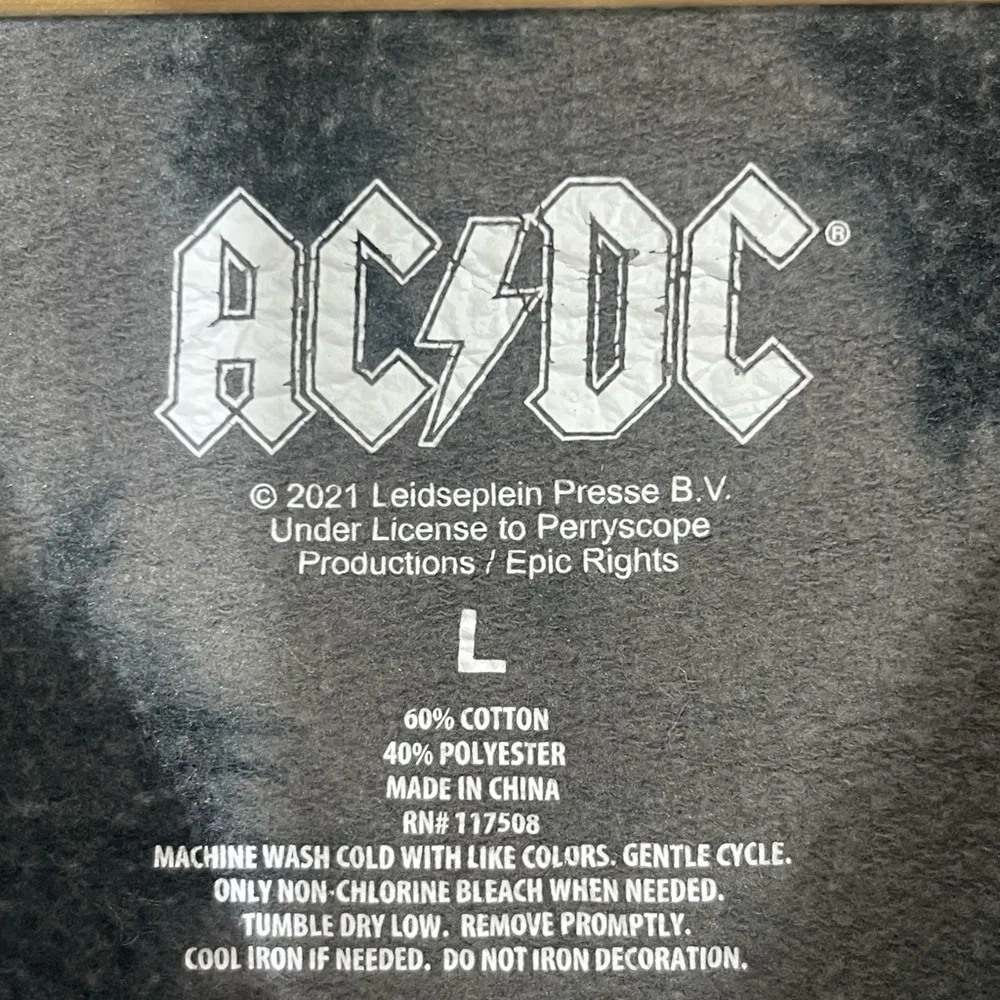 AC/DC®
© 2021 Leidseplein Presse B.V.
Under License to Perryscope
Productions / Epic Rights
L
60% COTTON
40% POLYESTER
MADE IN CHINA
RN# 117508
MACHINE WASH COLD WITH LIKE COLORS. GENTLE CYCLE.
ONLY NON-CHLORINE BLEACH WHEN NEEDED.
TUMBLE DRY LOW. REMOVE PROMPTLY.
COOL IRON IF NEEDED. DO NOT IRON DECORATION.